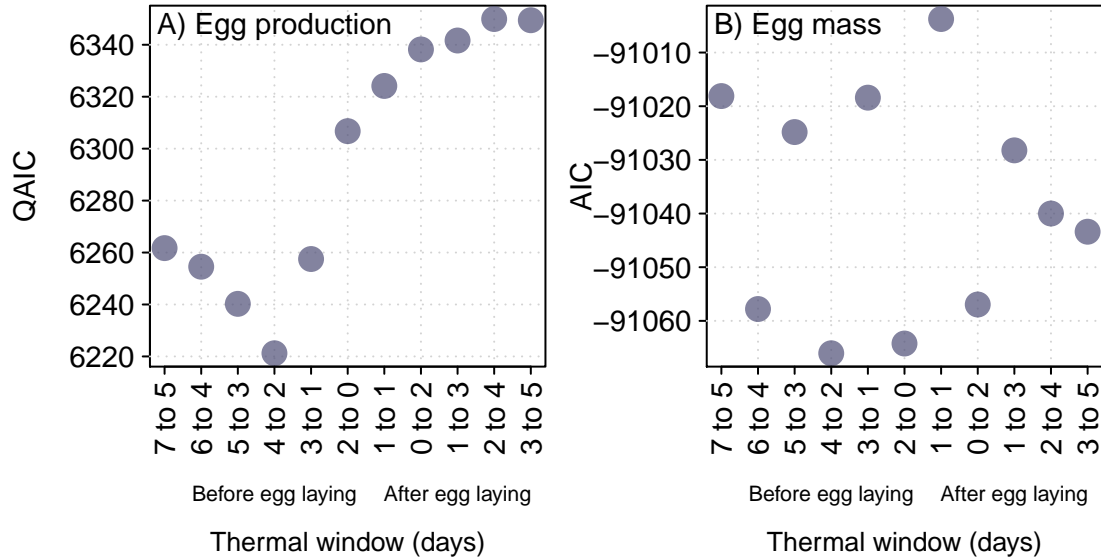 A) Egg production
QAIC
6340
6320
6300
6280
6260
6240
6220
7 to 5
6 to 4
5 to 3
4 to 2
3 to 1
2 to 0
1 to 1
0 to 2
1 to 3
2 to 4
3 to 5
Before egg laying
After egg laying
Thermal window (days)
B) Egg mass
AIC
−91010
−91020
−91030
−91040
−91050
−91060
7 to 5
6 to 4
5 to 3
4 to 2
3 to 1
2 to 0
1 to 1
0 to 2
1 to 3
2 to 4
3 to 5
Before egg laying
After egg laying
Thermal window (days)